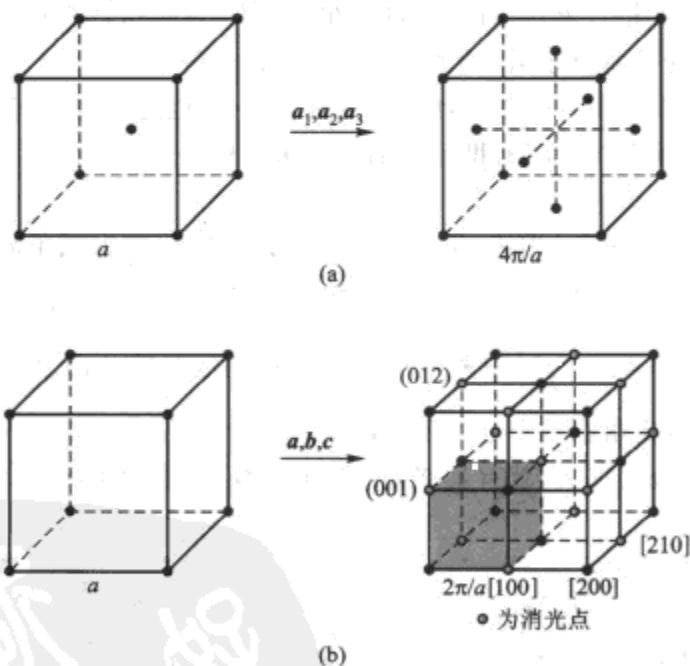 a₁,a₂,a₃
a
4π/a
(a)
(012)
a,b,c
(001)
[210]
a
2π/a[100] [200]
为消光点
(b)